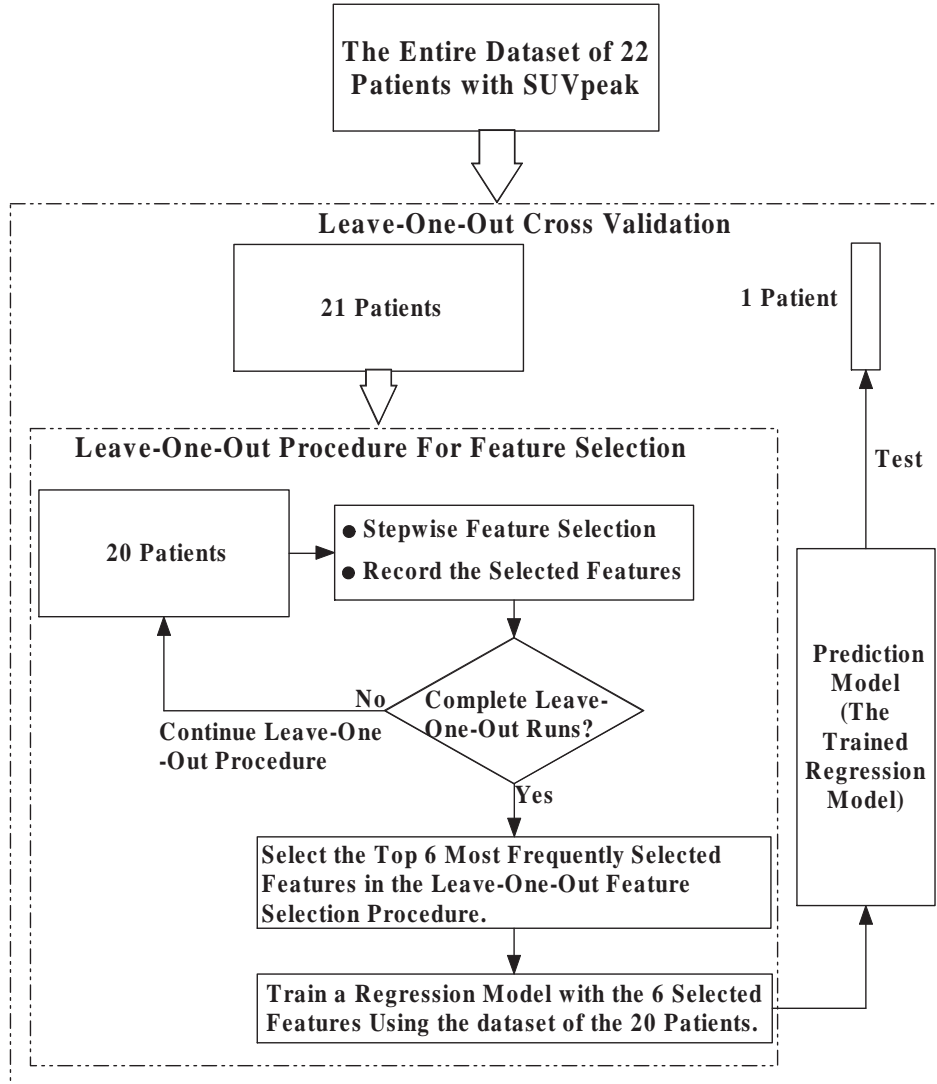 The Entire Dataset of 22
Patients with SUVpeak
Leave-One-Out Cross Validation
21 Patients
1 Patient
Leave-One-Out Procedure For Feature Selection
Test
20 Patients
● Stepwise Feature Selection
● Record the Selected Features
No
Complete Leave-
One-Out Runs?
Continue Leave-One
-Out Procedure
Yes
Prediction
Model
(The
Trained
Regression
Model)
Select the Top 6 Most Frequently Selected
Features in the Leave-One-Out Feature
Selection Procedure.
Train a Regression Model with the 6 Selected
Features Using the dataset of the 20 Patients.